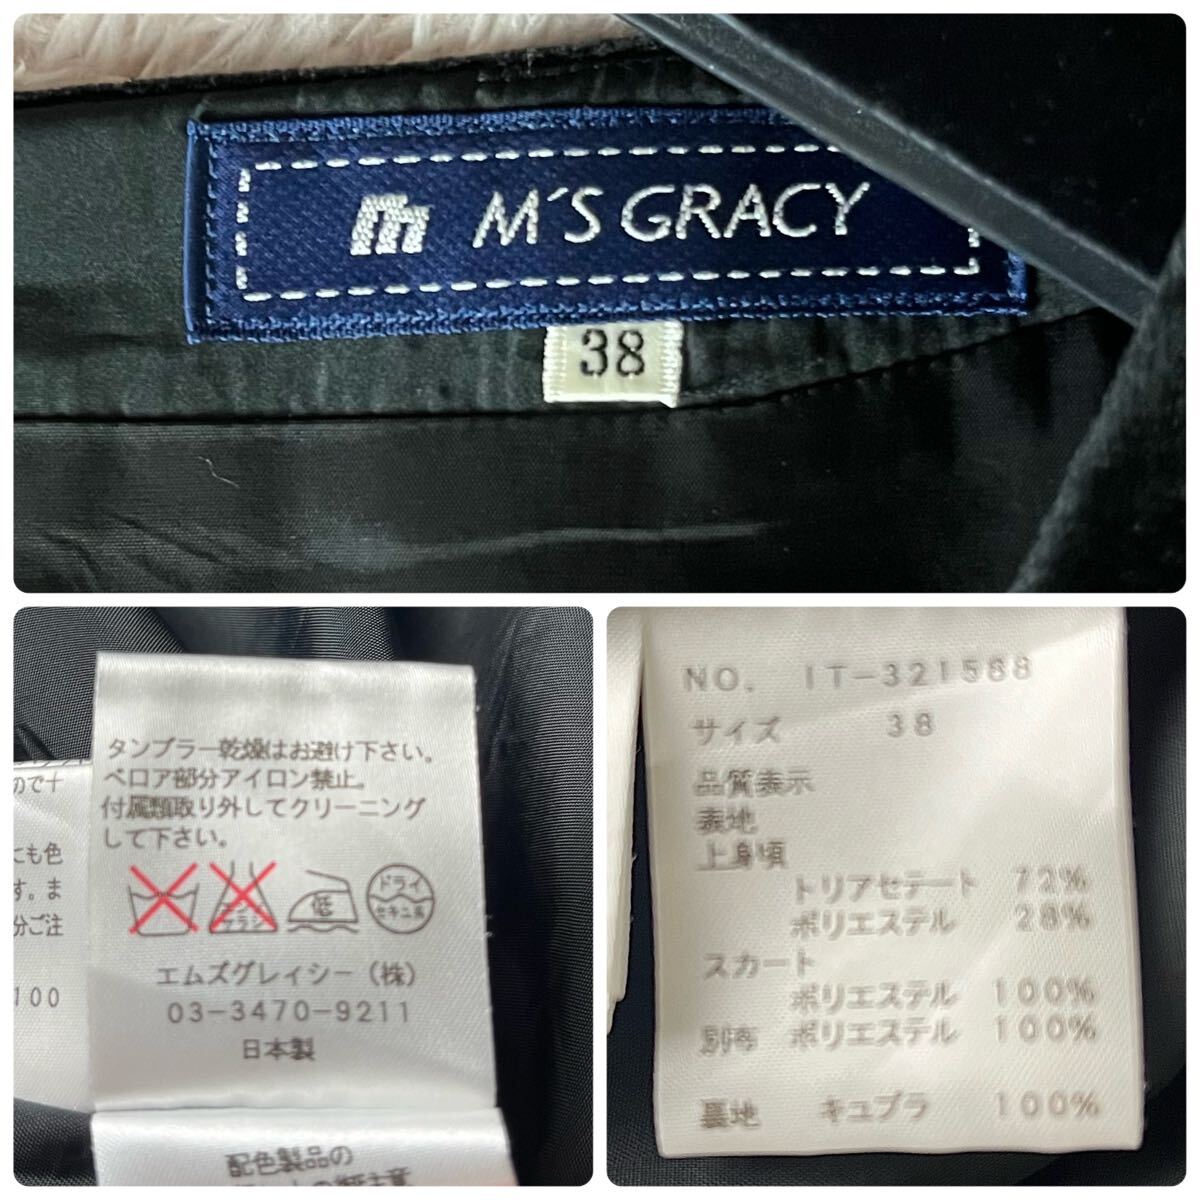 m M'S GRACY
38
タンブラー乾燥はお避け下さい。
ベロア部分アイロン禁止。
付属類取り外してクリーニング
して下さい。
低
ドライ
セキユ系
エムズグレイシー(株)
03-3470-9211
日本製
配色製品の
ので十
にも色
す。ま
分ご注
100
NO. IT-321588
サイズ 38
品質表示
表地
上身頃
トリアセテート 72%
ポリエステル 28%
スカート
ポリエステル 100%
別布 ポリエステル 100%
裏地 キュプラ 100%